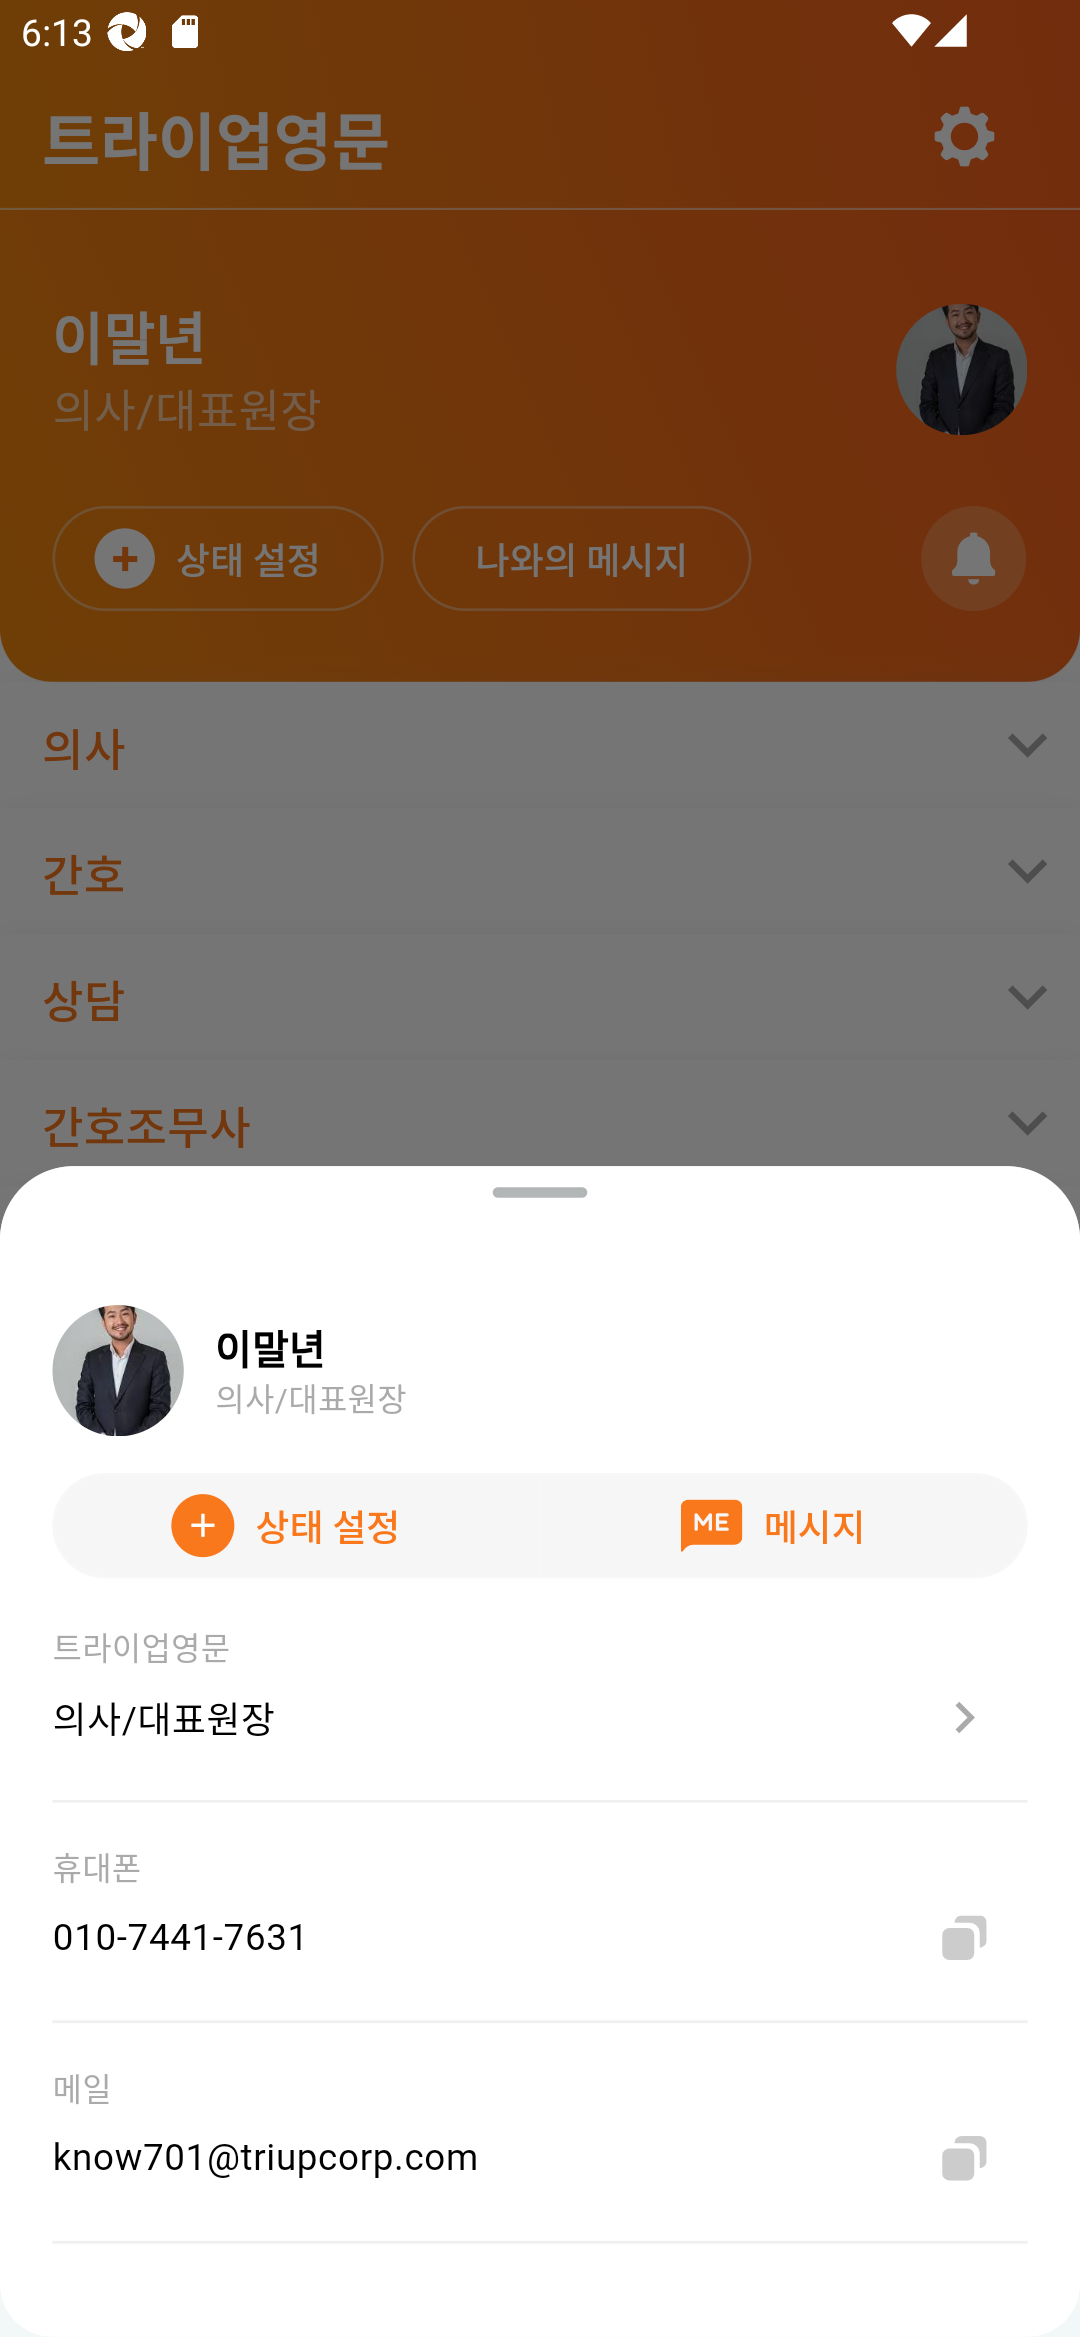 6:13
트라이업영문
이말년
의사/대표원장
상태 설정
나와의 메시지
의사
간호
상담
간호조무사
이말년
의사/대표원장
상태 설정
ME 메시지
트라이업영문
의사/대표원장
휴대폰
010-7441-7631
메일
know701@triupcorp.com